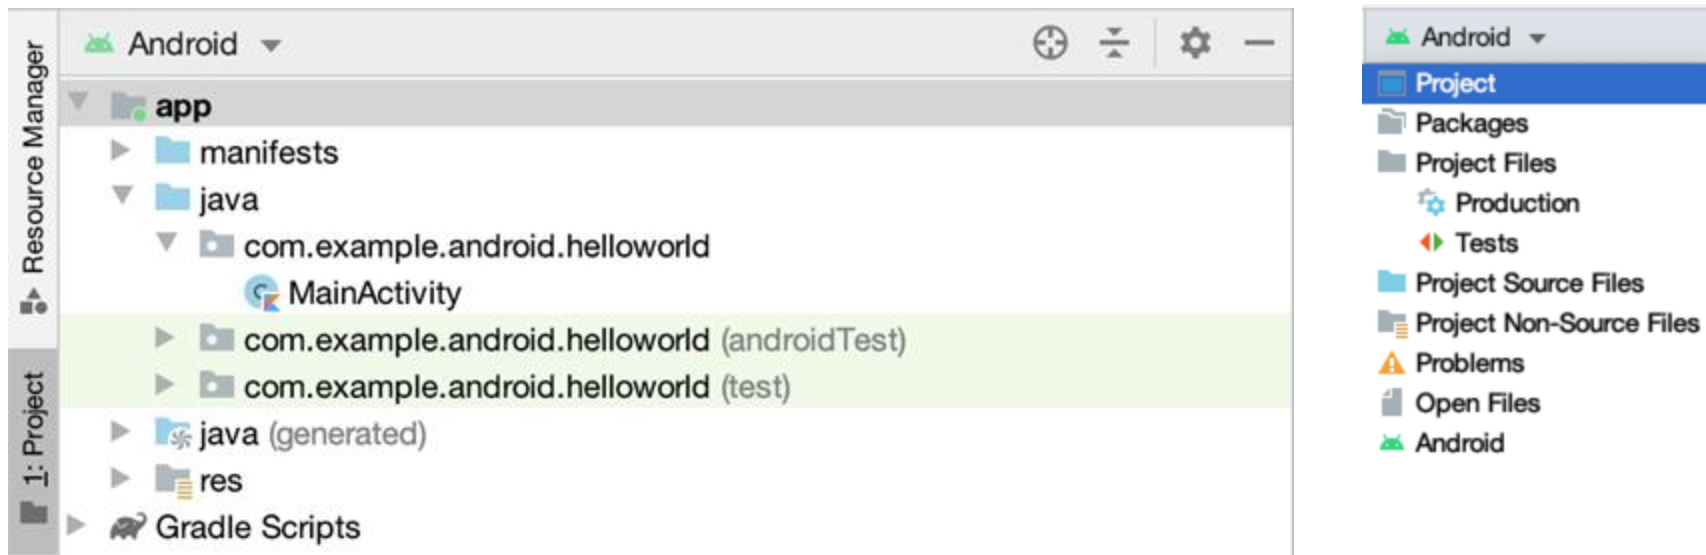 Resource Manager
1: Project
Android
app
manifests
java
com.example.android.helloworld
MainActivity
com.example.android.helloworld (androidTest)
com.example.android.helloworld (test)
java (generated)
res
Gradle Scripts
Android
Project
Packages
Project Files
Production
Tests
Project Source Files
Project Non-Source Files
Problems
Open Files
Android